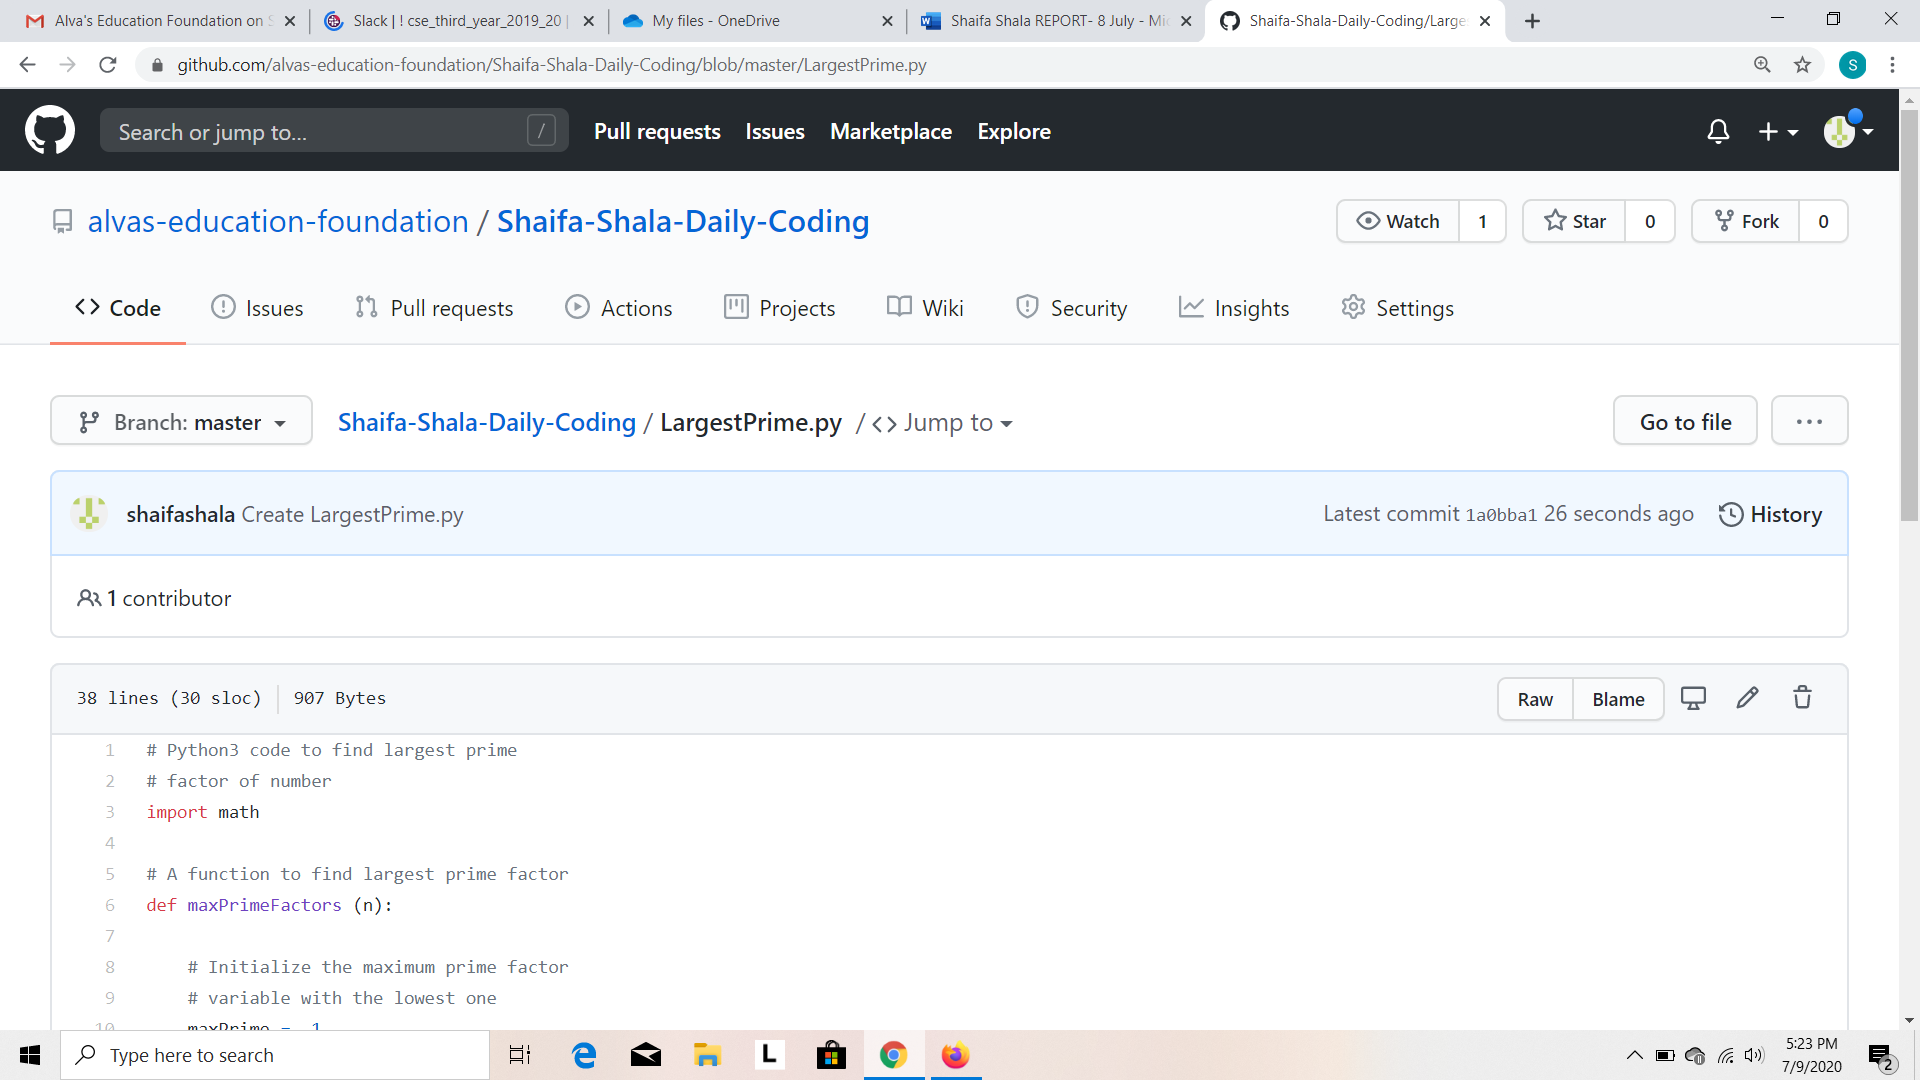 Alva's Education Foundation on S
Slack | ! cse_third_year_2019_20 |
My files - OneDrive
Shaifa Shala REPORT- 8 July - Mic
Shaifa-Shala-Daily-Coding/Large
github.com/alvas-education-foundation/Shaifa-Shala-Daily-Coding/blob/master/LargestPrime.py
S
Search or jump to... /
Pull requests Issues Marketplace Explore
alvas-education-foundation / Shaifa-Shala-Daily-Coding
Watch 1 Star 0 Fork 0
<> Code Issues Pull requests Actions Projects Wiki Security Insights Settings
Branch: master Shaifa-Shala-Daily-Coding / LargestPrime.py / <> Jump to
Go to file ...
shaifashala Create LargestPrime.py
Latest commit 1a0bba1 26 seconds ago History
1 contributor
38 lines (30 sloc) 907 Bytes
Raw Blame
1 # Python3 code to find largest prime
2 # factor of number
3 import math
4
5 # A function to find largest prime factor
6 def maxPrimeFactors (n):
7
8 # Initialize the maximum prime factor
9 # variable with the lowest one
10 maxPrime = -1
Type here to search
L
5:23 PM
7/9/2020
2